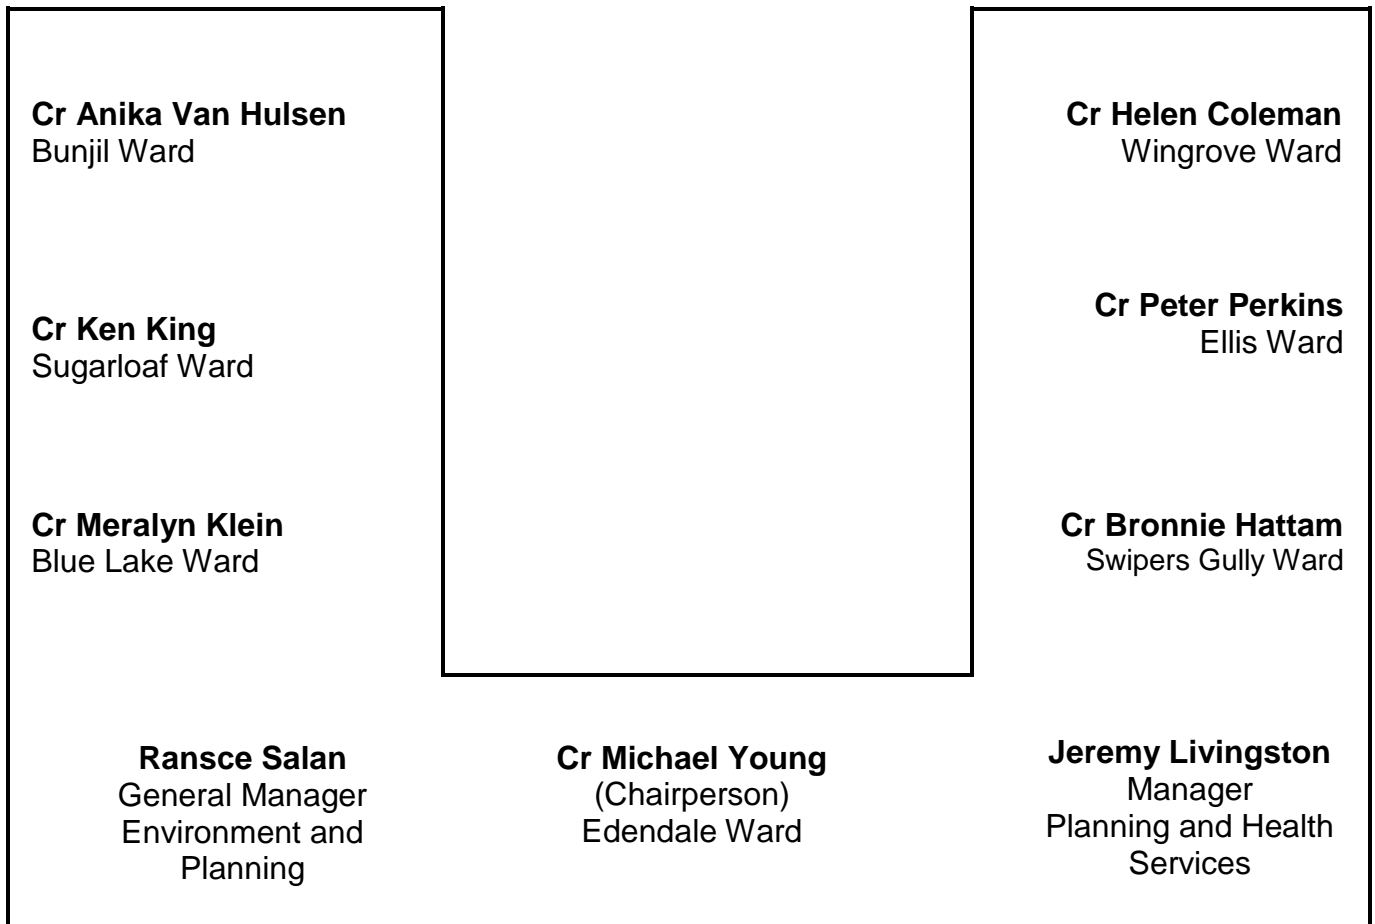 Cr Anika Van Hulsen
Bunjil Ward
Cr Helen Coleman
Wingrove Ward
Cr Ken King
Sugarloaf Ward
Cr Peter Perkins
Ellis Ward
Cr Meralyn Klein
Blue Lake Ward
Cr Bronnie Hattam
Swipers Gully Ward
Ransce Salan
General Manager
Environment and
Planning
Cr Michael Young
(Chairperson)
Edendale Ward
Jeremy Livingston
Manager
Planning and Health
Services